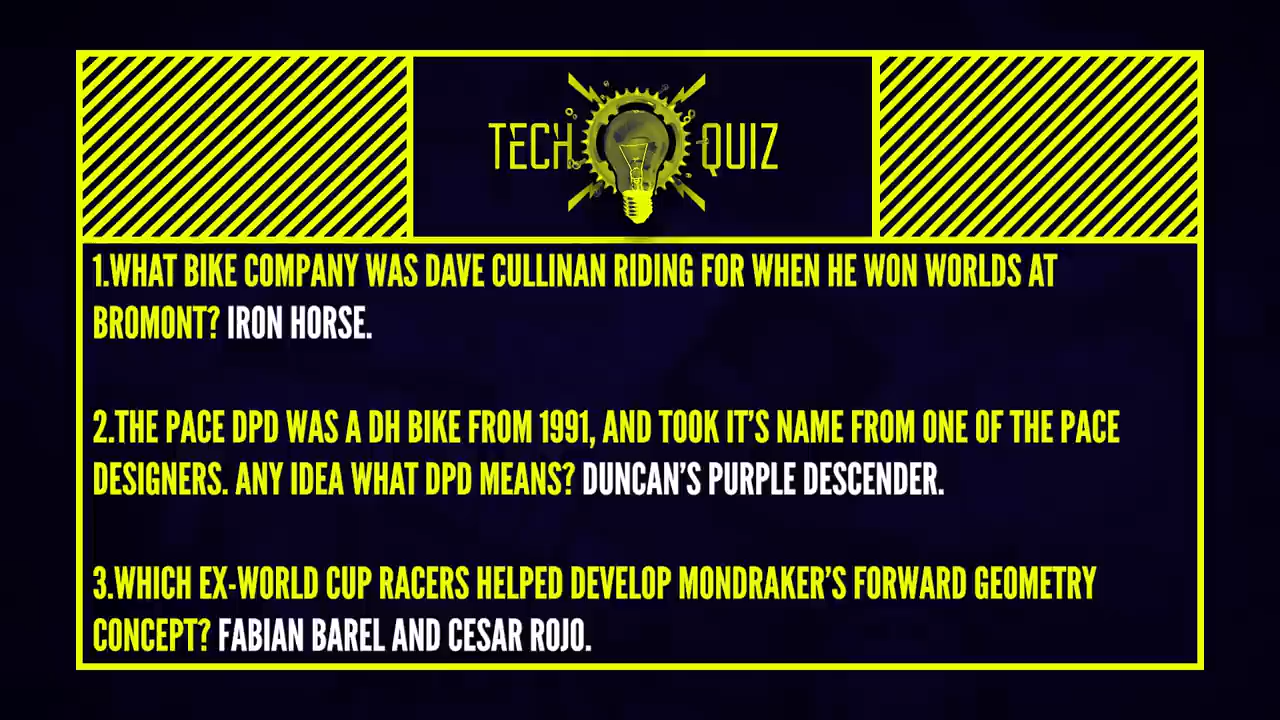 TECH QUIZ
1.WHAT BIKE COMPANY WAS DAVE CULLINAN RIDING FOR WHEN HE WON WORLDS AT
BROMONT? IRON HORSE.
2.THE PACE DPD WAS A DH BIKE FROM 1991, AND TOOK IT'S NAME FROM ONE OF THE PACE
DESIGNERS. ANY IDEA WHAT DPD MEANS? DUNCAN'S PURPLE DESCENDER.
3.WHICH EX-WORLD CUP RACERS HELPED DEVELOP MONDRAKER'S FORWARD GEOMETRY
CONCEPT? FABIAN BAREL AND CESAR ROJO.